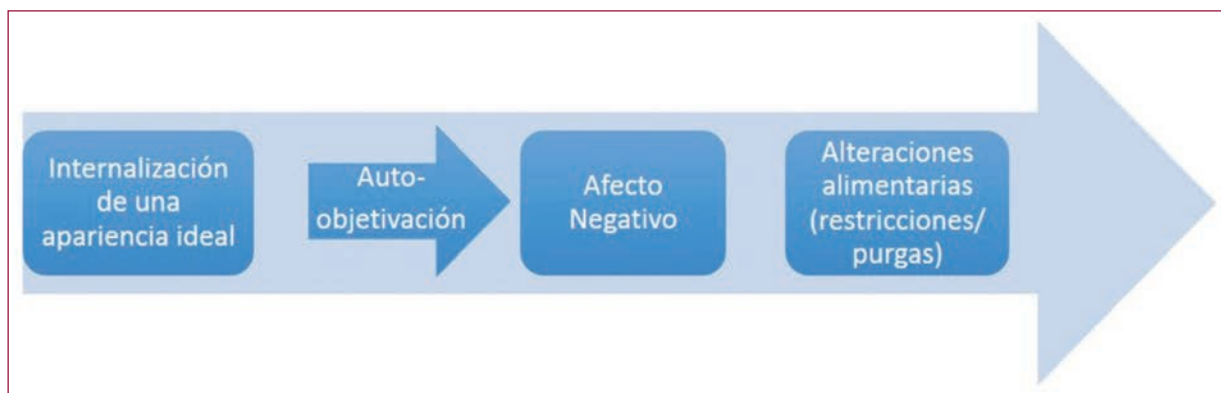 Internalización
de una
apariencia ideal
Auto-
objetivación
Afecto
Negativo
Alteraciones
alimentarias
(restricciones/
purgas)